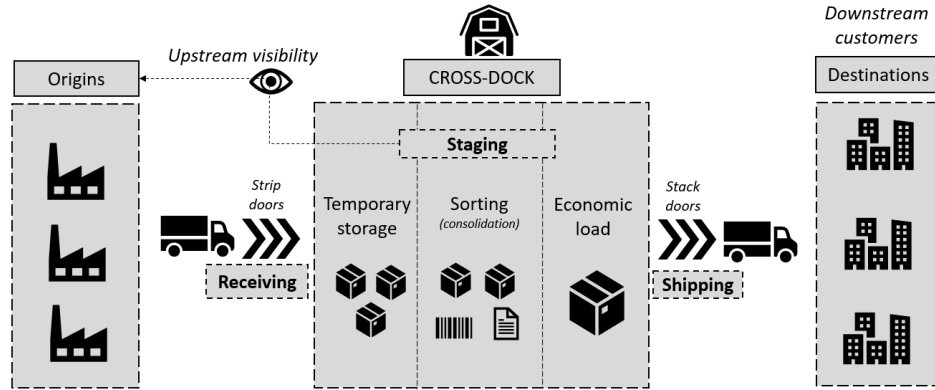 Downstream
customers
Upstream visibility
Origins
CROSS-DOCK
Destinations
Staging
Strip
doors
Temporary
storage
Sorting
(consolidation)
Economic
load
Stack
doors
Receiving
Shipping